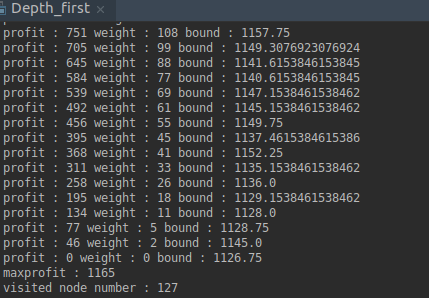 Depth_first ×
profit : 751 weight : 108 bound : 1157.75
profit : 705 weight : 99 bound : 1149.3076923076924
profit : 645 weight : 88 bound : 1141.6153846153845
profit : 584 weight : 77 bound : 1140.6153846153845
profit : 539 weight : 69 bound : 1147.1538461538462
profit : 492 weight : 61 bound : 1145.1538461538462
profit : 456 weight : 55 bound : 1149.75
profit : 395 weight : 45 bound : 1137.4615384615386
profit : 368 weight : 41 bound : 1152.25
profit : 311 weight : 33 bound : 1135.1538461538462
profit : 258 weight : 26 bound : 1136.0
profit : 195 weight : 18 bound : 1129.1538461538462
profit : 134 weight : 11 bound : 1128.0
profit : 77 weight : 5 bound : 1128.75
profit : 46 weight : 2 bound : 1145.0
profit : 0 weight : 0 bound : 1126.75
maxprofit : 1165
visited node number : 127